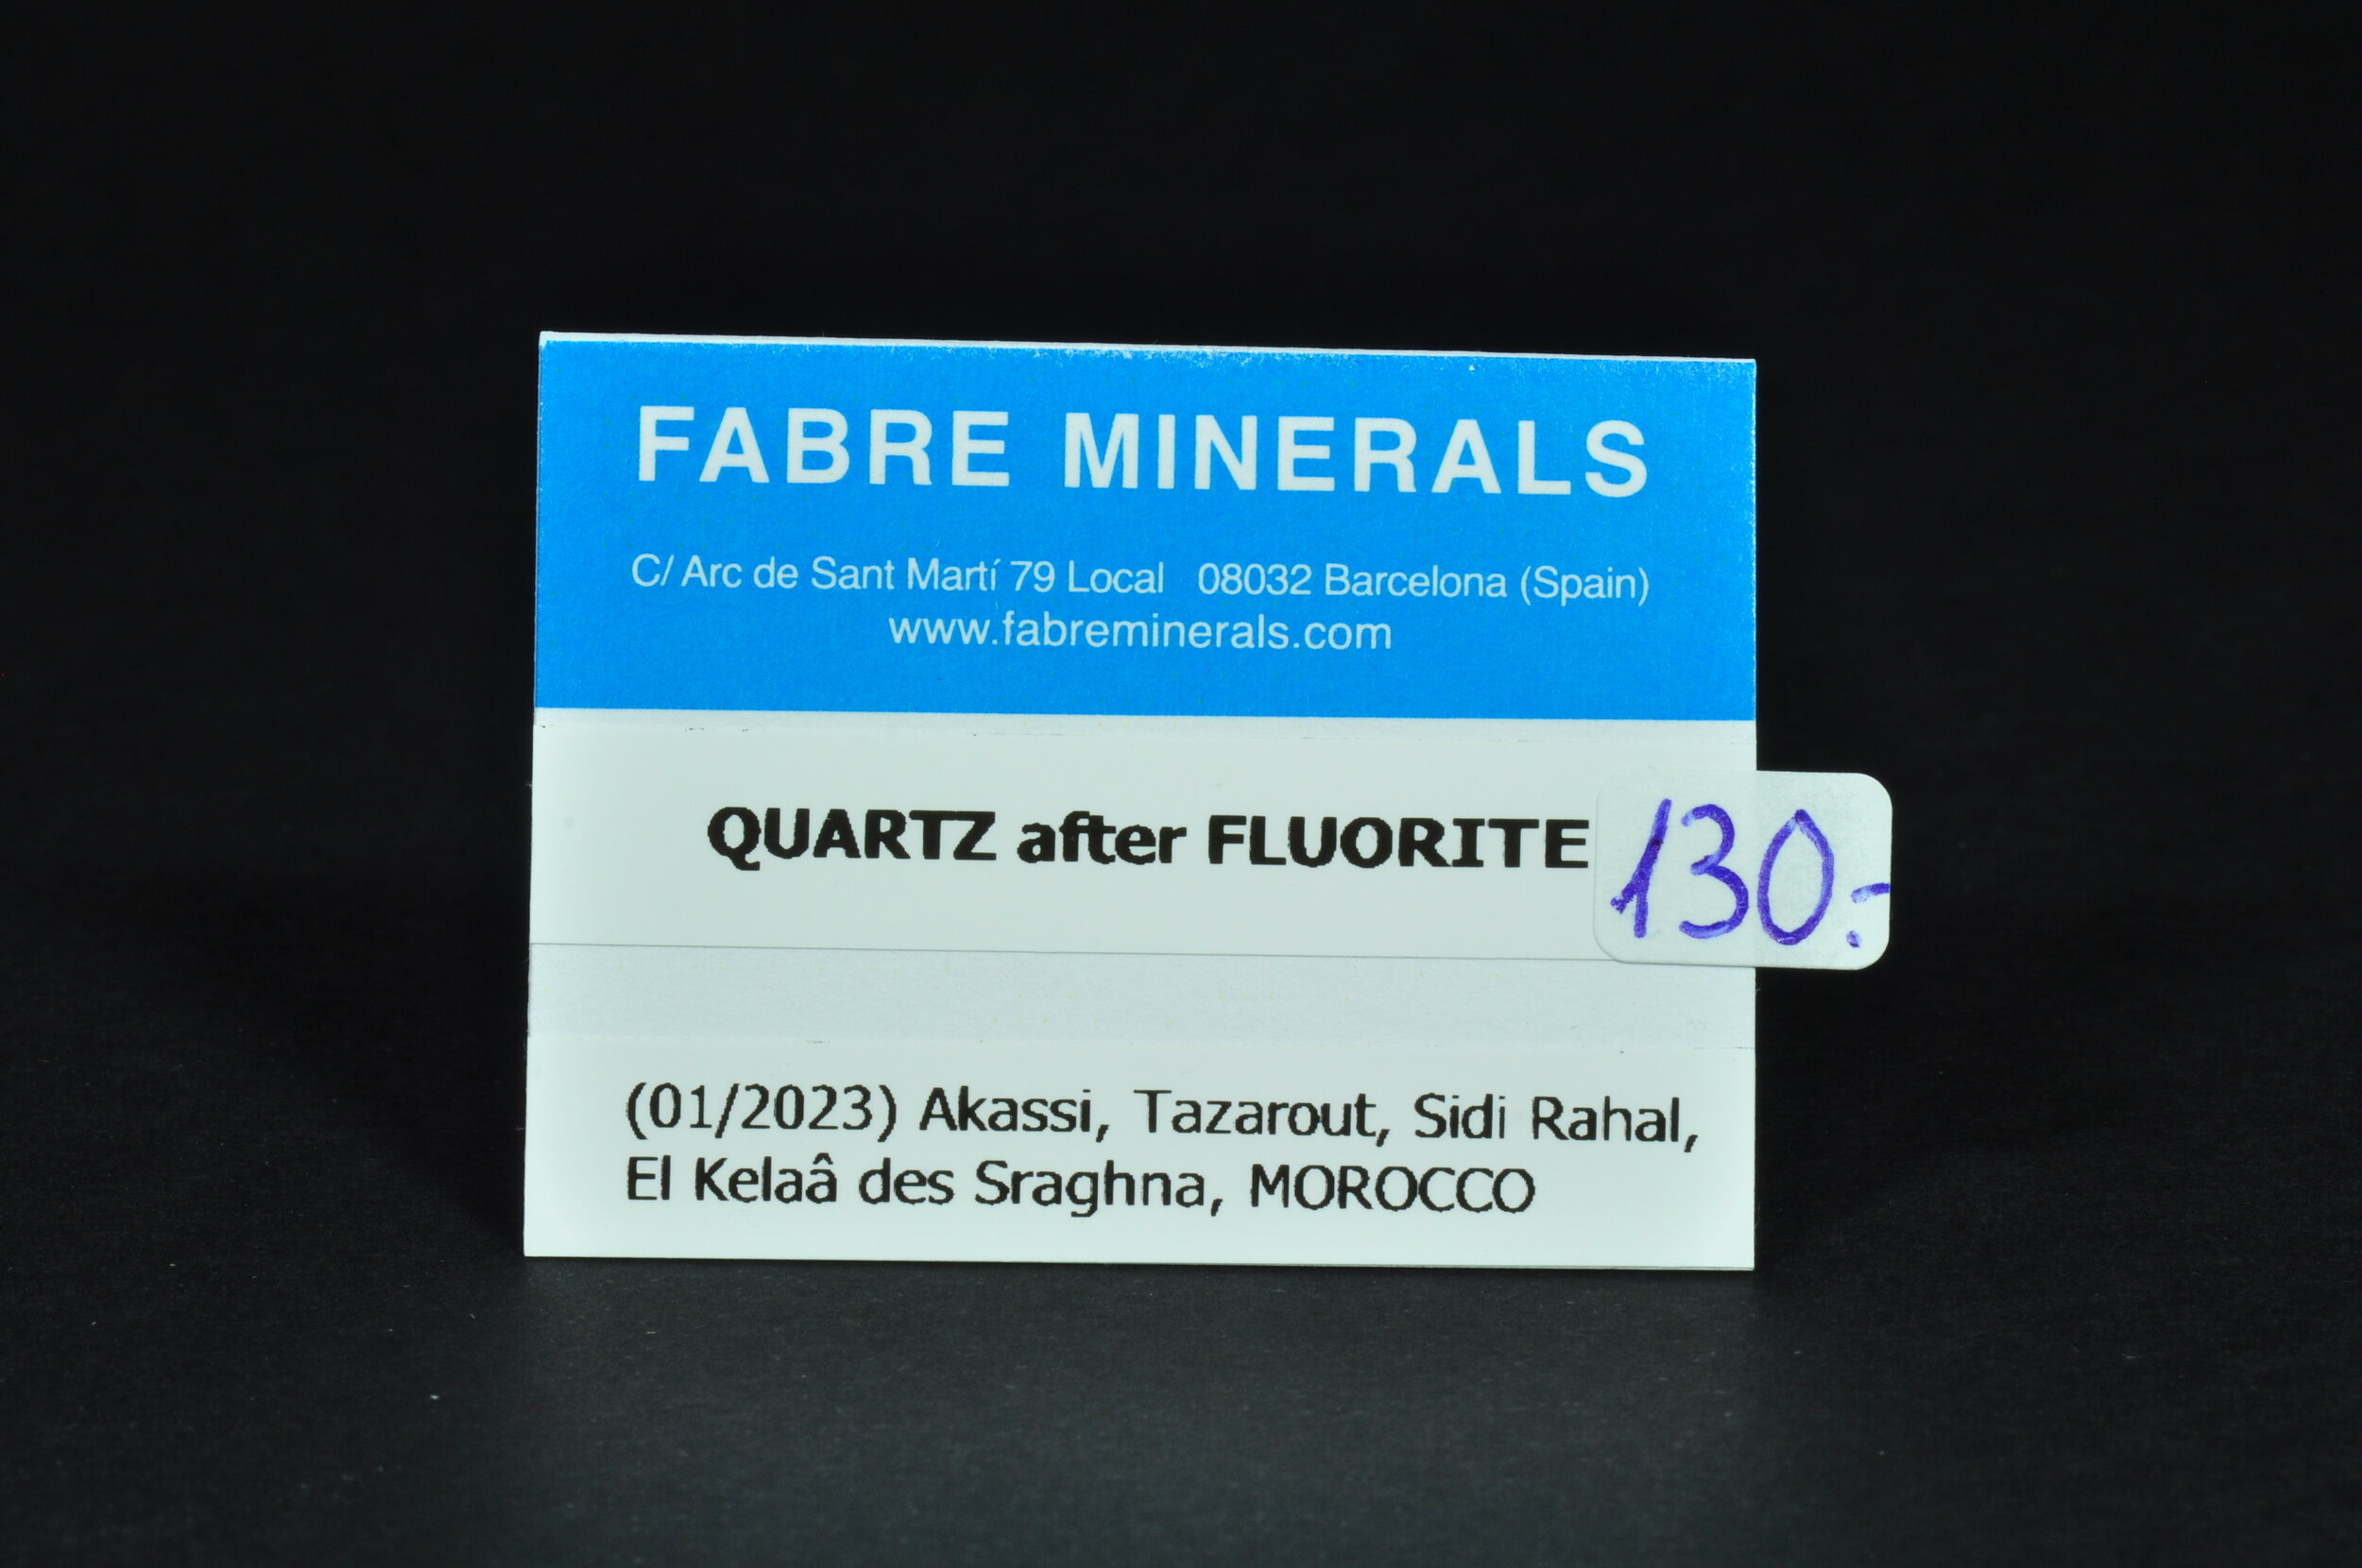 FABRE MINERALS
C/ Arc de Sant Martí 79 Local 08032 Barcelona (Spain)
www.fabreminerals.com
QUARTZ after FLUORITE
130.-
(01/2023) Akassi, Tazarout, Sidi Rahal,
El Kelaâ des Sraghna, MOROCCO